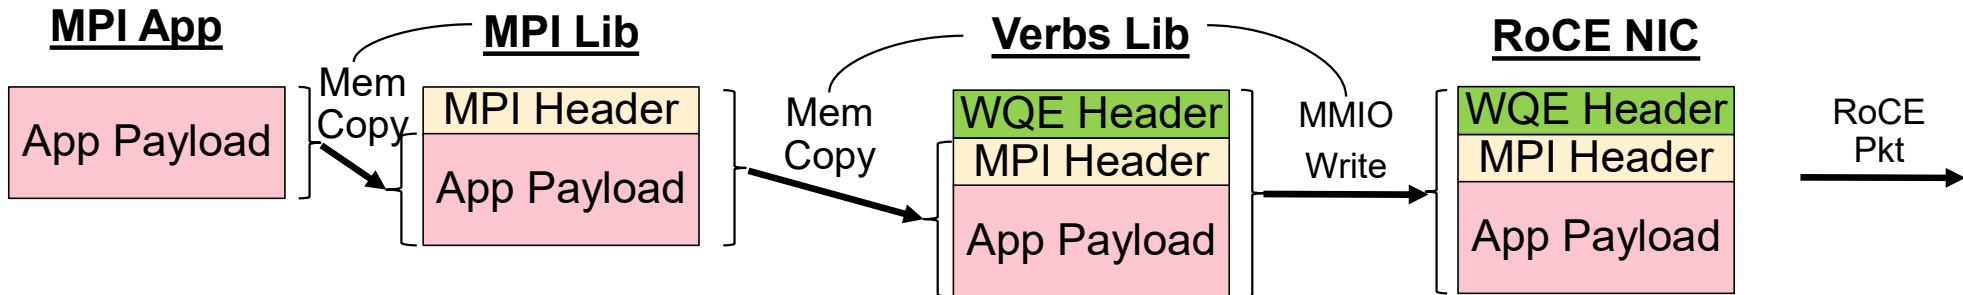 MPI App
App Payload
Mem
Copy
MPI Lib
MPI Header
App Payload
Mem
Copy
Verbs Lib
WQE Header
MPI Header
App Payload
MMIO
Write
RoCE NIC
WQE Header
MPI Header
App Payload
RoCE
Pkt